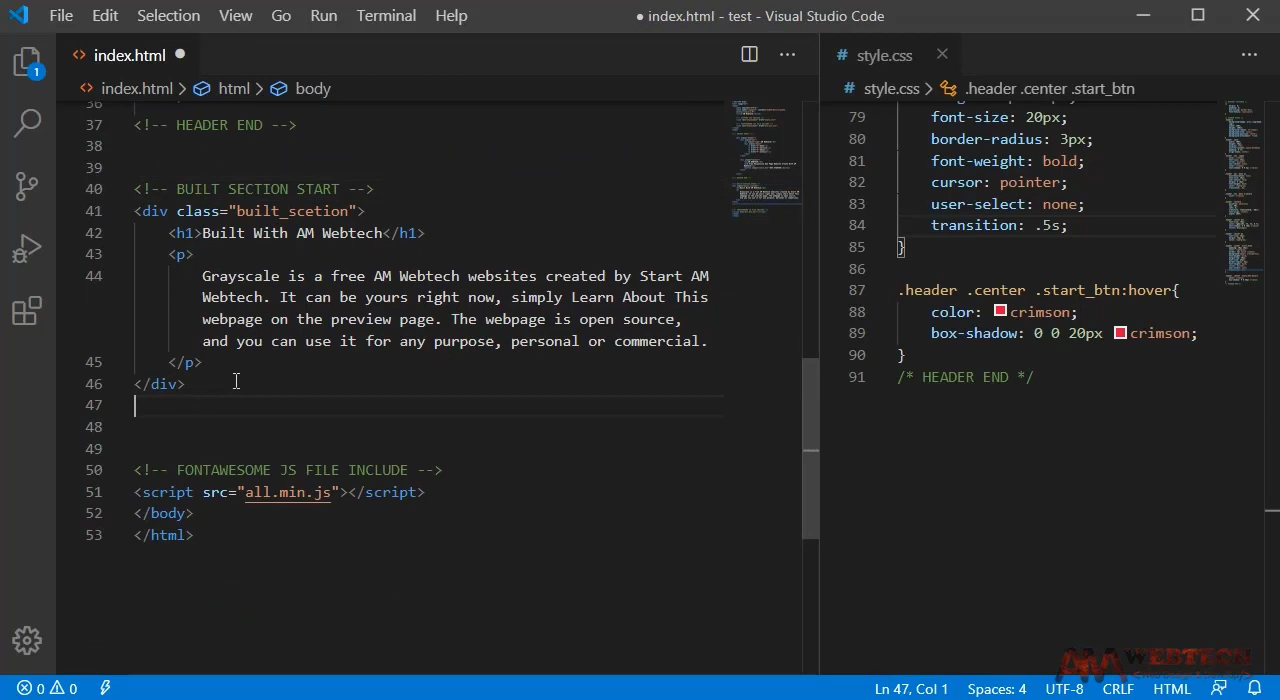 File Edit Selection View Go Run Terminal Help ● index.html - test - Visual Studio Code
index.html ●
style.css
index.html > html > body
style.css > .header .center .start_btn
1
36
37 <!-- HEADER END -->
38
39
40 <!-- BUILT SECTION START -->
41 <div class="built_scetion">
42 <h1>Built With AM Webtech</h1>
43 <p>
44 Grayscale is a free AM Webtech websites created by Start AM
Webtech. It can be yours right now, simply Learn About This
webpage on the preview page. The webpage is open source,
and you can use it for any purpose, personal or commercial.
45 </p>
46 </div>
47
48
49
50 <!-- FONTAWESOME JS FILE INCLUDE -->
51 <script src="all.min.js"></script>
52 </body>
53 </html>
79 font-size: 20px;
80 border-radius: 3px;
81 font-weight: bold;
82 cursor: pointer;
83 user-select: none;
84 transition: .5s;
85 }
86
87 .header .center .start_btn:hover{
88 color: crimson;
89 box-shadow: 0 0 20px crimson;
90 }
91 /* HEADER END */
AM WEBTECH
0 0 Ln 47, Col 1 Spaces: 4 UTF-8 CRLF HTML